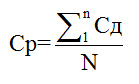 Ср = ∑₁ⁿ Сд / N